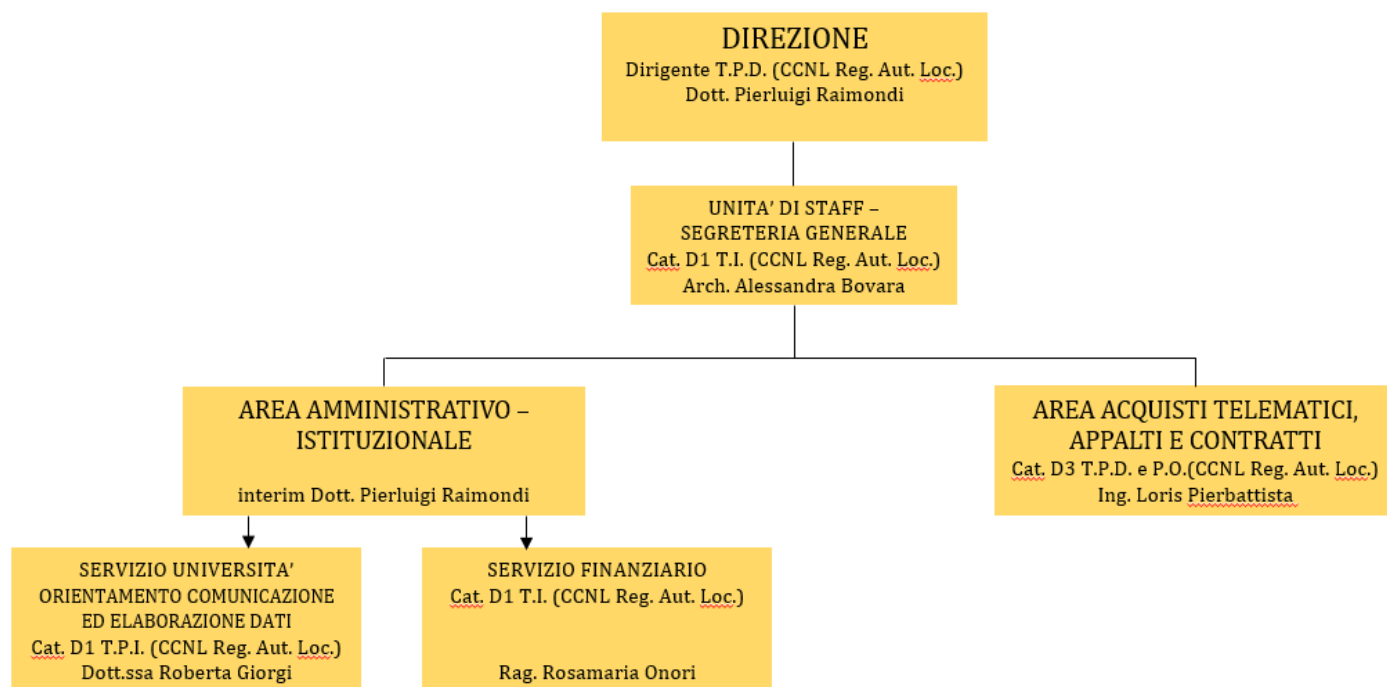 DIREZIONE
Dirigente T.P.D. (CCNL Reg. Aut. Loc.)
Dott. Pierluigi Raimondi
UNITA’ DI STAFF –
SEGRETERIA GENERALE
Cat. D1 T.I. (CCNL Reg. Aut. Loc.)
Arch. Alessandra Bovara
AREA AMMINISTRATIVO –
ISTITUZIONALE
interim Dott. Pierluigi Raimondi
AREA ACQUISTI TELEMATICI,
APPALTI E CONTRATTI
Cat. D3 T.P.D. e P.O.(CCNL Reg. Aut. Loc.)
Ing. Loris Pierbattista
SERVIZIO UNIVERSITA’
ORIENTAMENTO COMUNICAZIONE
ED ELABORAZIONE DATI
Cat. D1 T.P.I. (CCNL Reg. Aut. Loc.)
Dott.ssa Roberta Giorgi
SERVIZIO FINANZIARIO
Cat. D1 T.I. (CCNL Reg. Aut. Loc.)
Rag. Rosamaria Onori